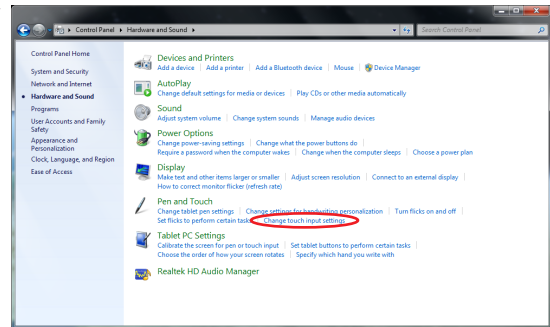 Control Panel ▸ Hardware and Sound ▸
Search Control Panel
Control Panel Home
System and Security
Network and Internet
Hardware and Sound
Programs
User Accounts and Family
Safety
Appearance and
Personalization
Clock, Language, and Region
Ease of Access
Devices and Printers
Add a device | Add a printer | Add a Bluetooth device | Mouse | Device Manager
AutoPlay
Change default settings for media or devices | Play CDs or other media automatically
Sound
Adjust system volume | Change system sounds | Manage audio devices
Power Options
Change power-saving settings | Change what the power buttons do |
Require a password when the computer wakes | Change when the computer sleeps | Choose a power plan
Display
Make text and other items larger or smaller | Adjust screen resolution | Connect to an external display |
How to correct monitor flicker (refresh rate)
Pen and Touch
Change tablet pen settings | Change settings for handwriting personalization | Turn flicks on and off |
Set flicks to perform certain tasks | Change touch input settings
Tablet PC Settings
Calibrate the screen for pen or touch input | Set tablet buttons to perform certain tasks |
Choose the order of how your screen rotates | Specify which hand you write with
Realtek HD Audio Manager